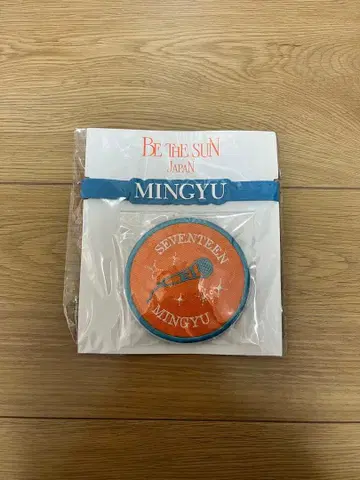 BE THE SUN
JAPAN
MINGYU
SEVENTEEN
MINGYU